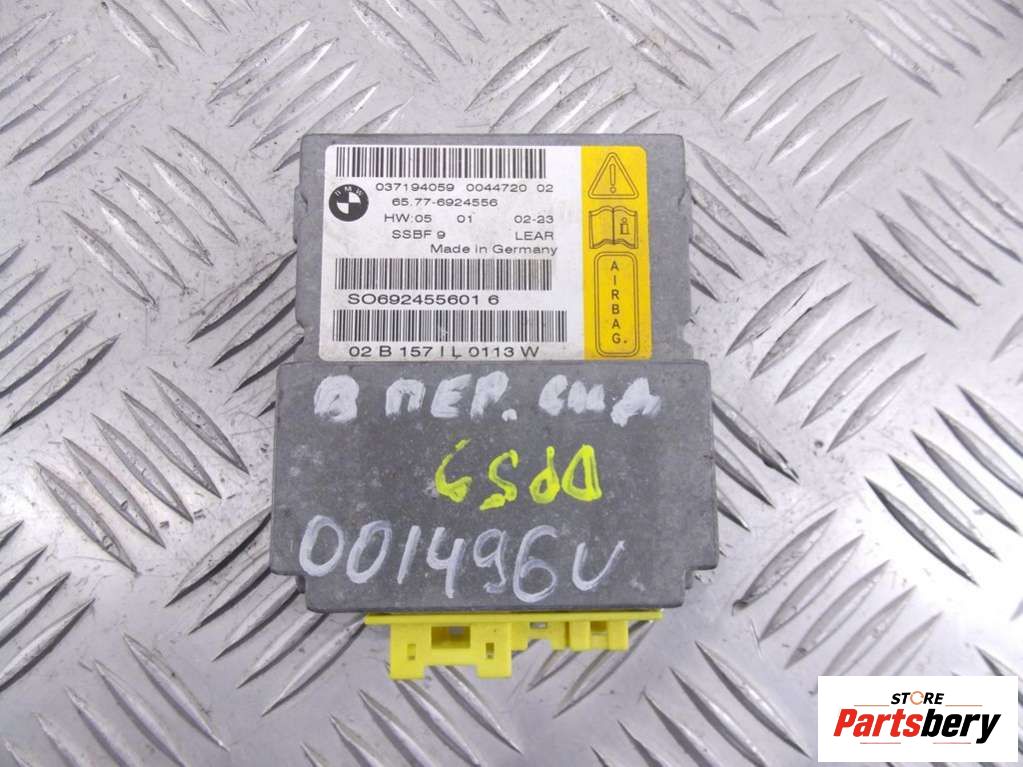 BMW
037194059 0044720 02
65.77-6924556
HW:05 01 02-23
SSBF 9 LEAR
Made in Germany
SO692455601 6
02 B 157 I L 0113 W
AIRBAG.
В ПЕР. СИД
001496U
STORE
Partsbery